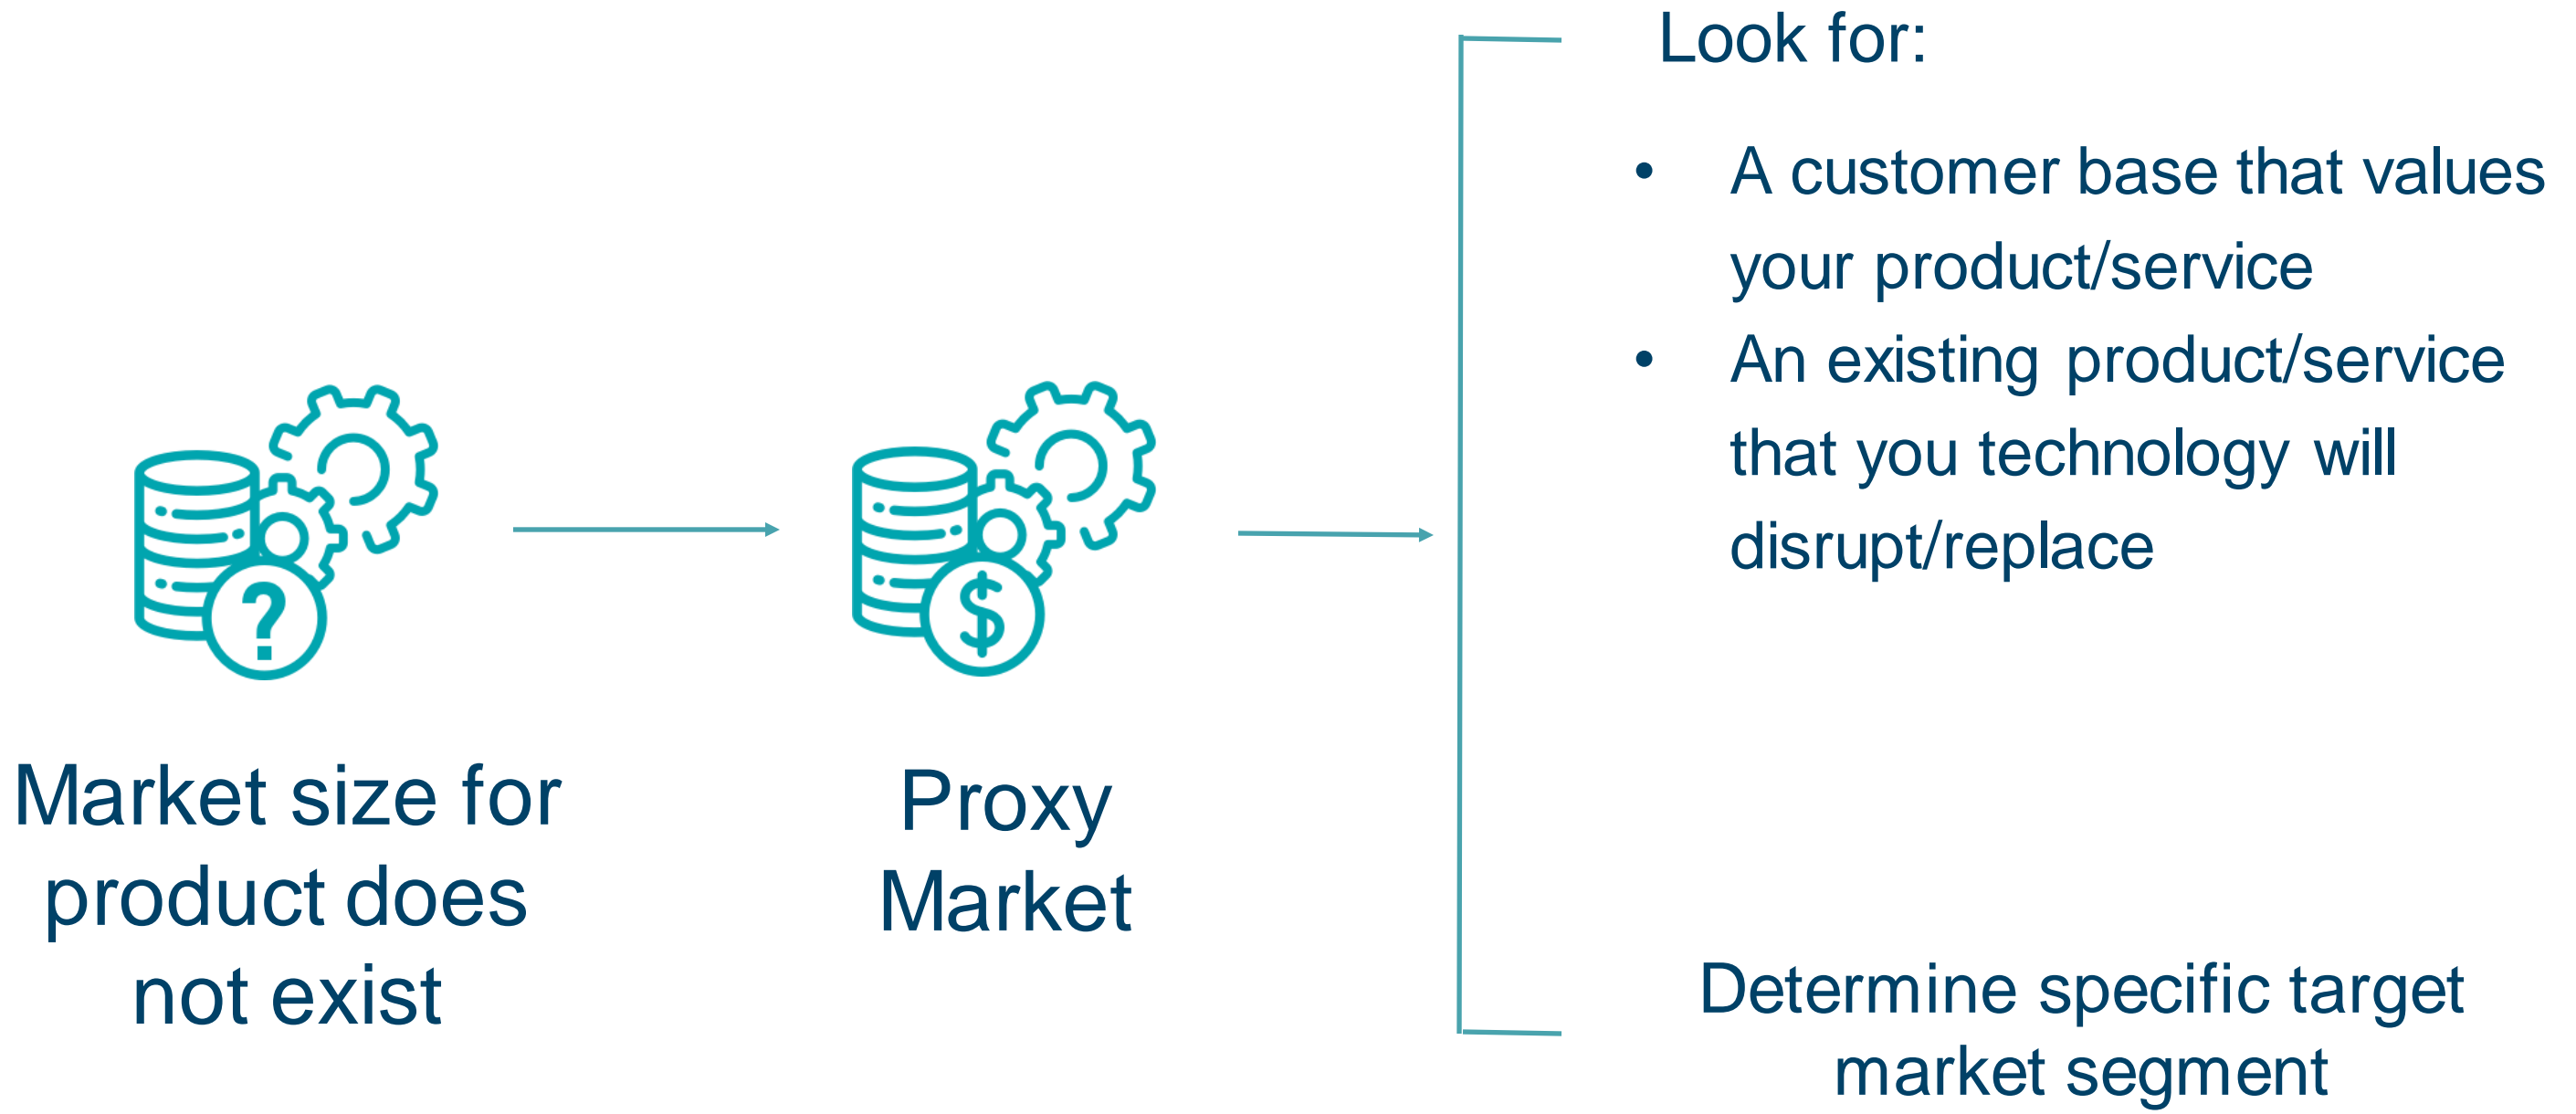 Market size for
product does
not exist
?
Proxy
Market
$
Look for:
• A customer base that values
your product/service
• An existing product/service
that you technology will
disrupt/replace
Determine specific target
market segment